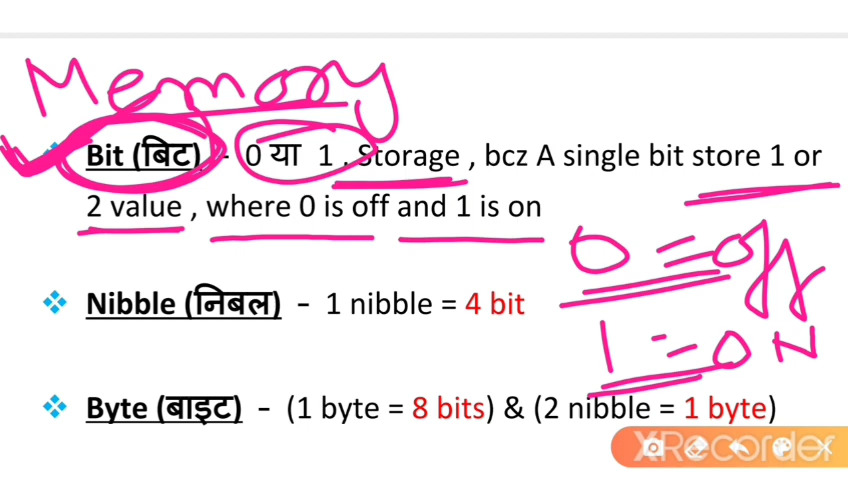 Memory
Bit (बिट) - 0 या 1 . Storage , bcz A single bit store 1 or
2 value , where 0 is off and 1 is on
0 = off
Nibble (निबल) - 1 nibble = 4 bit
1 = ON
Byte (बाइट) - (1 byte = 8 bits) & (2 nibble = 1 byte)
XRecorder